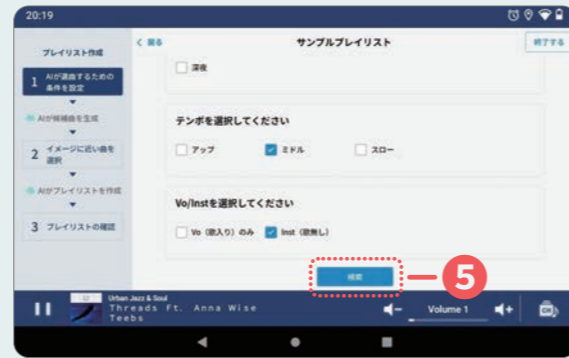 20:19
プレイリスト作成
1 AIが選曲するための
条件を設定
AIが候補曲を生成
2 イメージに近い曲を
選択
AIがプレイリストを作成
3 プレイリストの確認
< 戻る
サンプルプレイリスト
終了する
深夜
テンポを選択してください
アップ ミドル スロー
Vo/Instを選択してください
Vo（歌入り）のみ Inst（歌無し）
検索
5
Urban Jazz & Soul
Threads Ft. Anna Wise
Teebs
Volume 1
CH